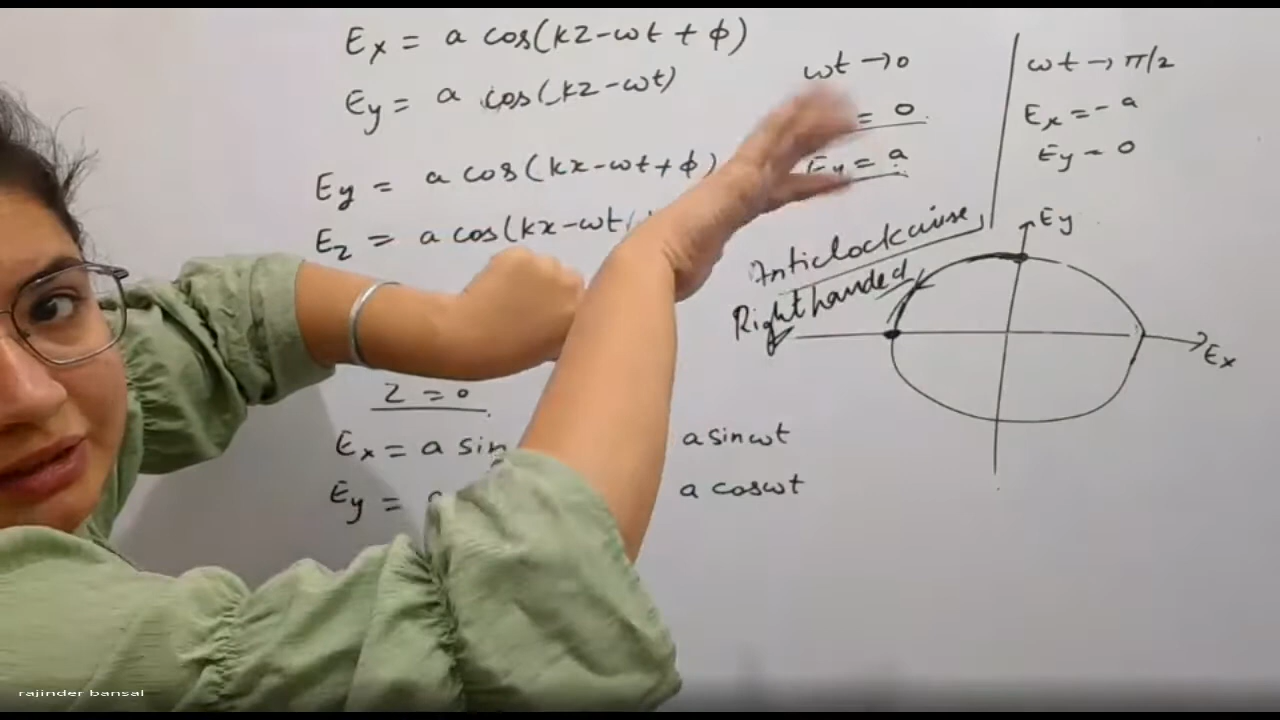 Ex = a cos(kz-ωt + ϕ)
Ey = a cos(kz-ωt)
Ey = a cos(kx-ωt+ϕ)
Ez = a cos(kx-ωt
z = 0
Ex = a sin
a sinωt
Ey =
a cosωt
ωt → 0
= 0
Ey = a
ωt → π/2
Ex = -a
Ey = 0
Anticlockwise
Right handed
Ey
Ex
rajinder bansal